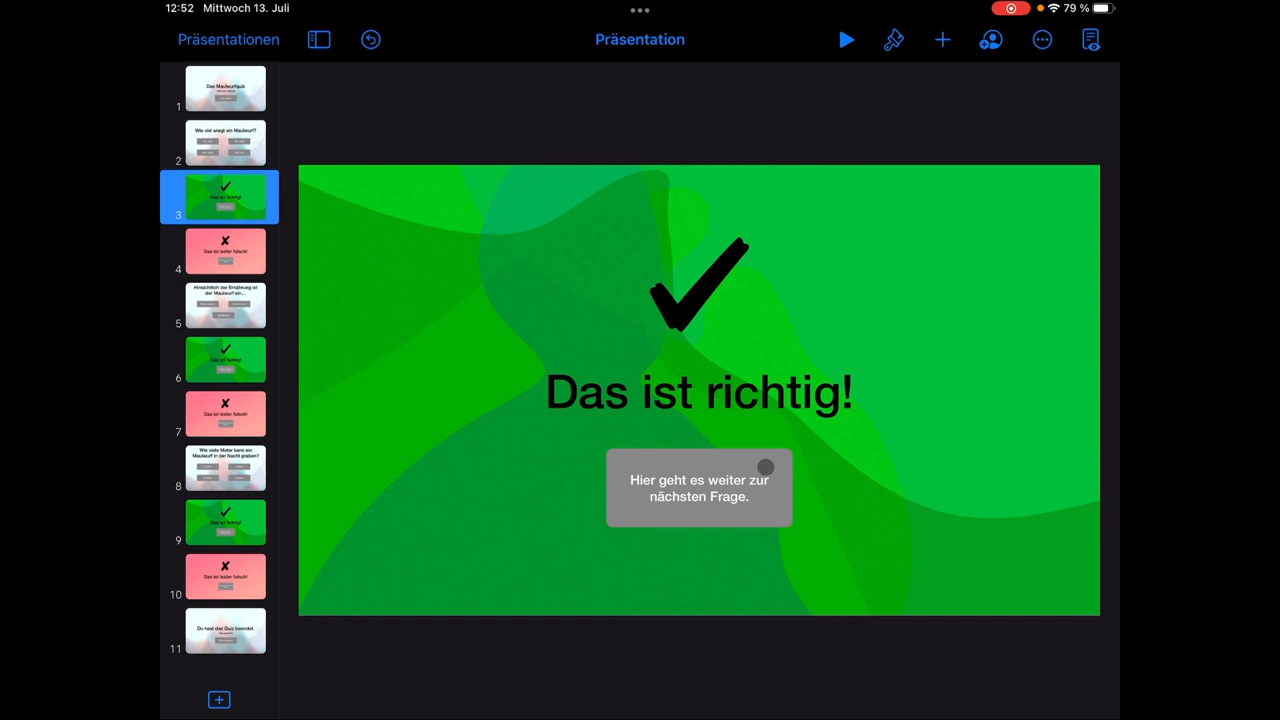 12:52 Mittwoch 13. Juli
79 %
Präsentationen
Präsentation
1
Das Maulwurfquiz
2
Wie viel wiegt ein Maulwurf?
3
Das ist richtig!
4
Das ist leider falsch!
5
Hinsichtlich der Ernährung ist
der Maulwurf ein...
6
Das ist richtig!
7
Das ist leider falsch!
8
Wie viele Meter kann ein
Maulwurf in der Nacht graben?
9
Das ist richtig!
10
Das ist leider falsch!
11
Du hast das Quiz beendet.
Das ist richtig!
Hier geht es weiter zur
nächsten Frage.